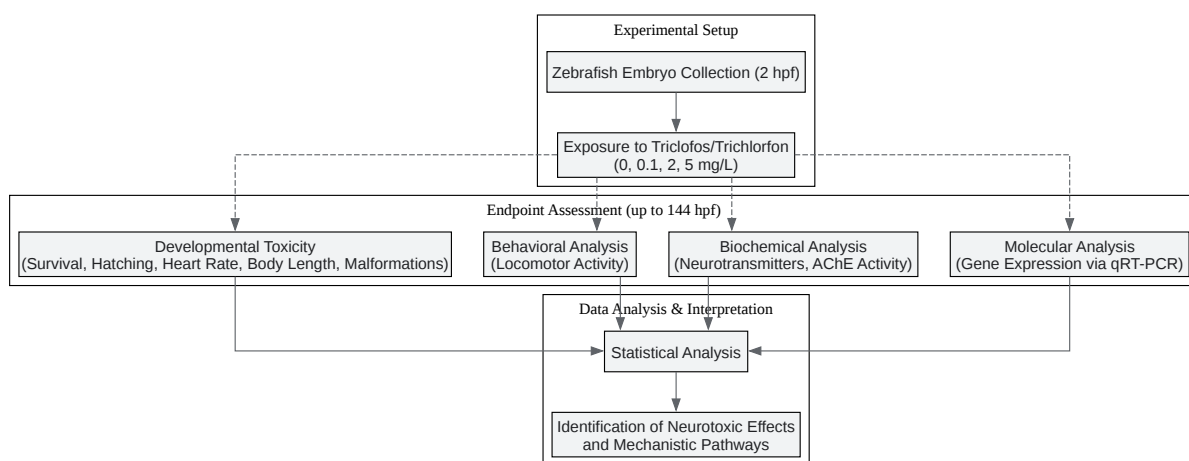 Experimental Setup
Zebrafish Embryo Collection (2 hpf)
Exposure to Triclofos/Trichlorfon
(0, 0.1, 2, 5 mg/L)
Endpoint Assessment (up to 144 hpf)
Developmental Toxicity
(Survival, Hatching, Heart Rate, Body Length, Malformations)
Behavioral Analysis
(Locomotor Activity)
Biochemical Analysis
(Neurotransmitters, AChE Activity)
Molecular Analysis
(Gene Expression via qRT-PCR)
Data Analysis & Interpretation
Statistical Analysis
Identification of Neurotoxic Effects
and Mechanistic Pathways